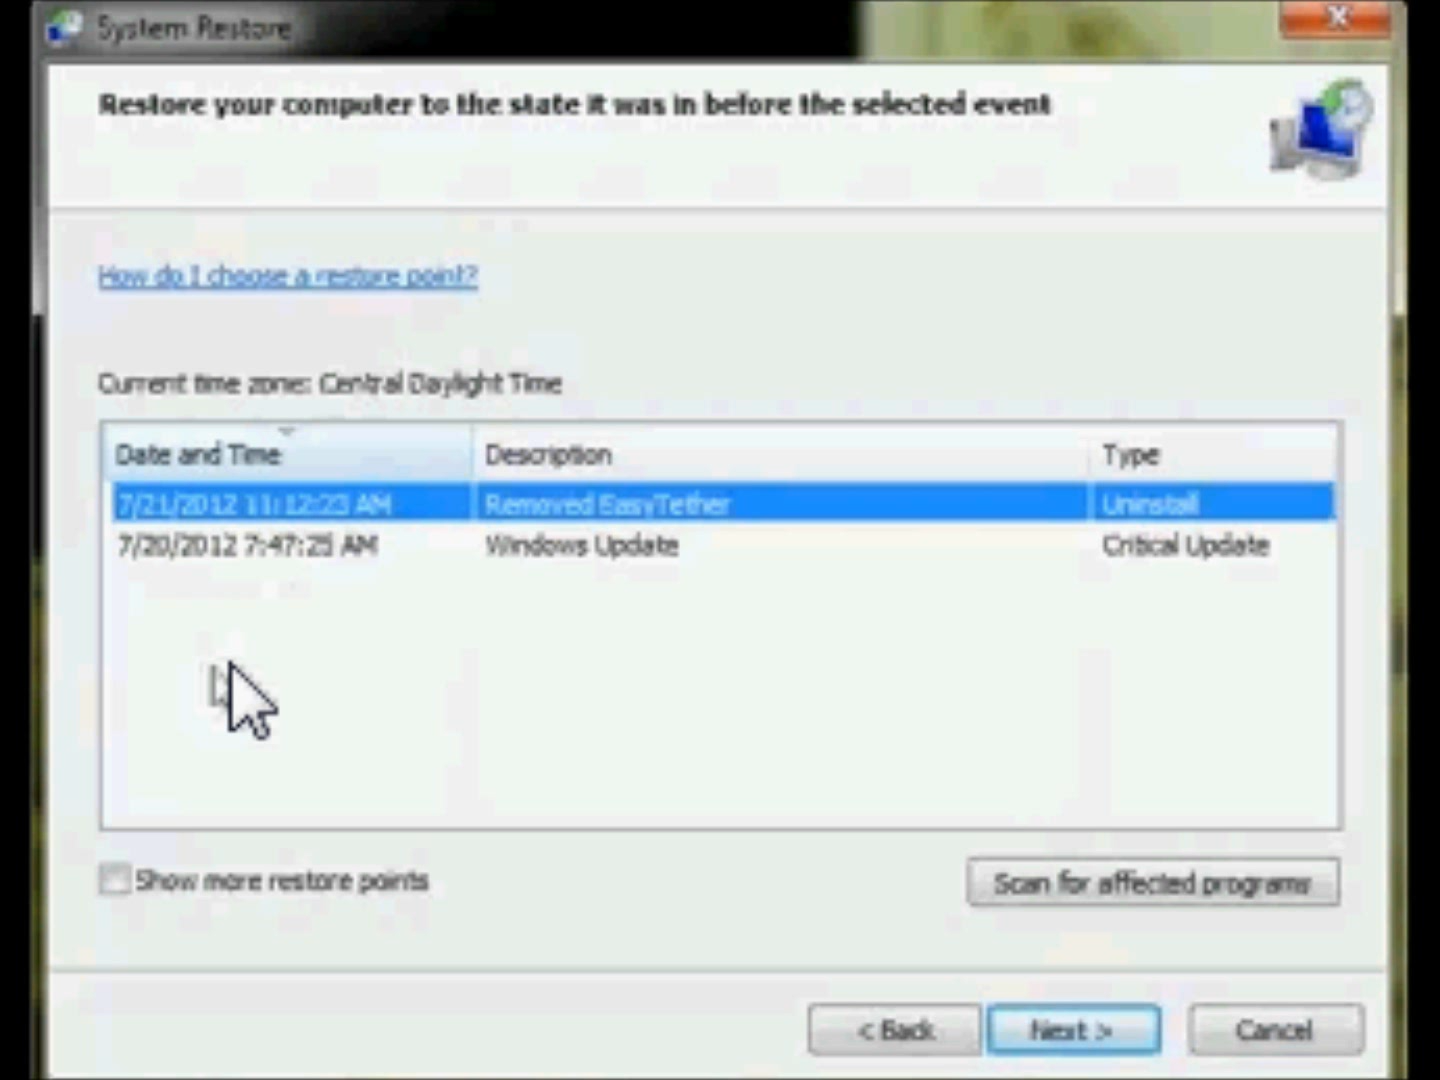 System Restore
Restore your computer to the state it was in before the selected event
How do I choose a restore point?
Current time zone: Central Daylight Time
Date and Time Description Type
7/21/2012 11:12:23 AM Removed EasyTether Uninstall
7/20/2012 7:47:25 AM Windows Update Critical Update
Show more restore points
Scan for affected programs
< Back Next > Cancel